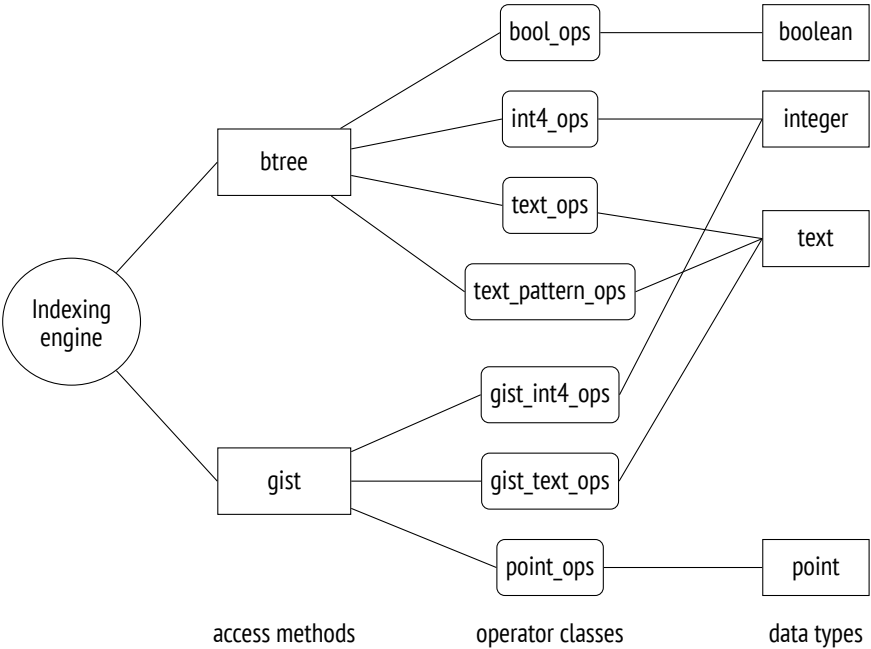 bool_ops
boolean
int4_ops
integer
btree
text_ops
text
text_pattern_ops
Indexing
engine
gist_int4_ops
gist
gist_text_ops
point_ops
point
access methods
operator classes
data types